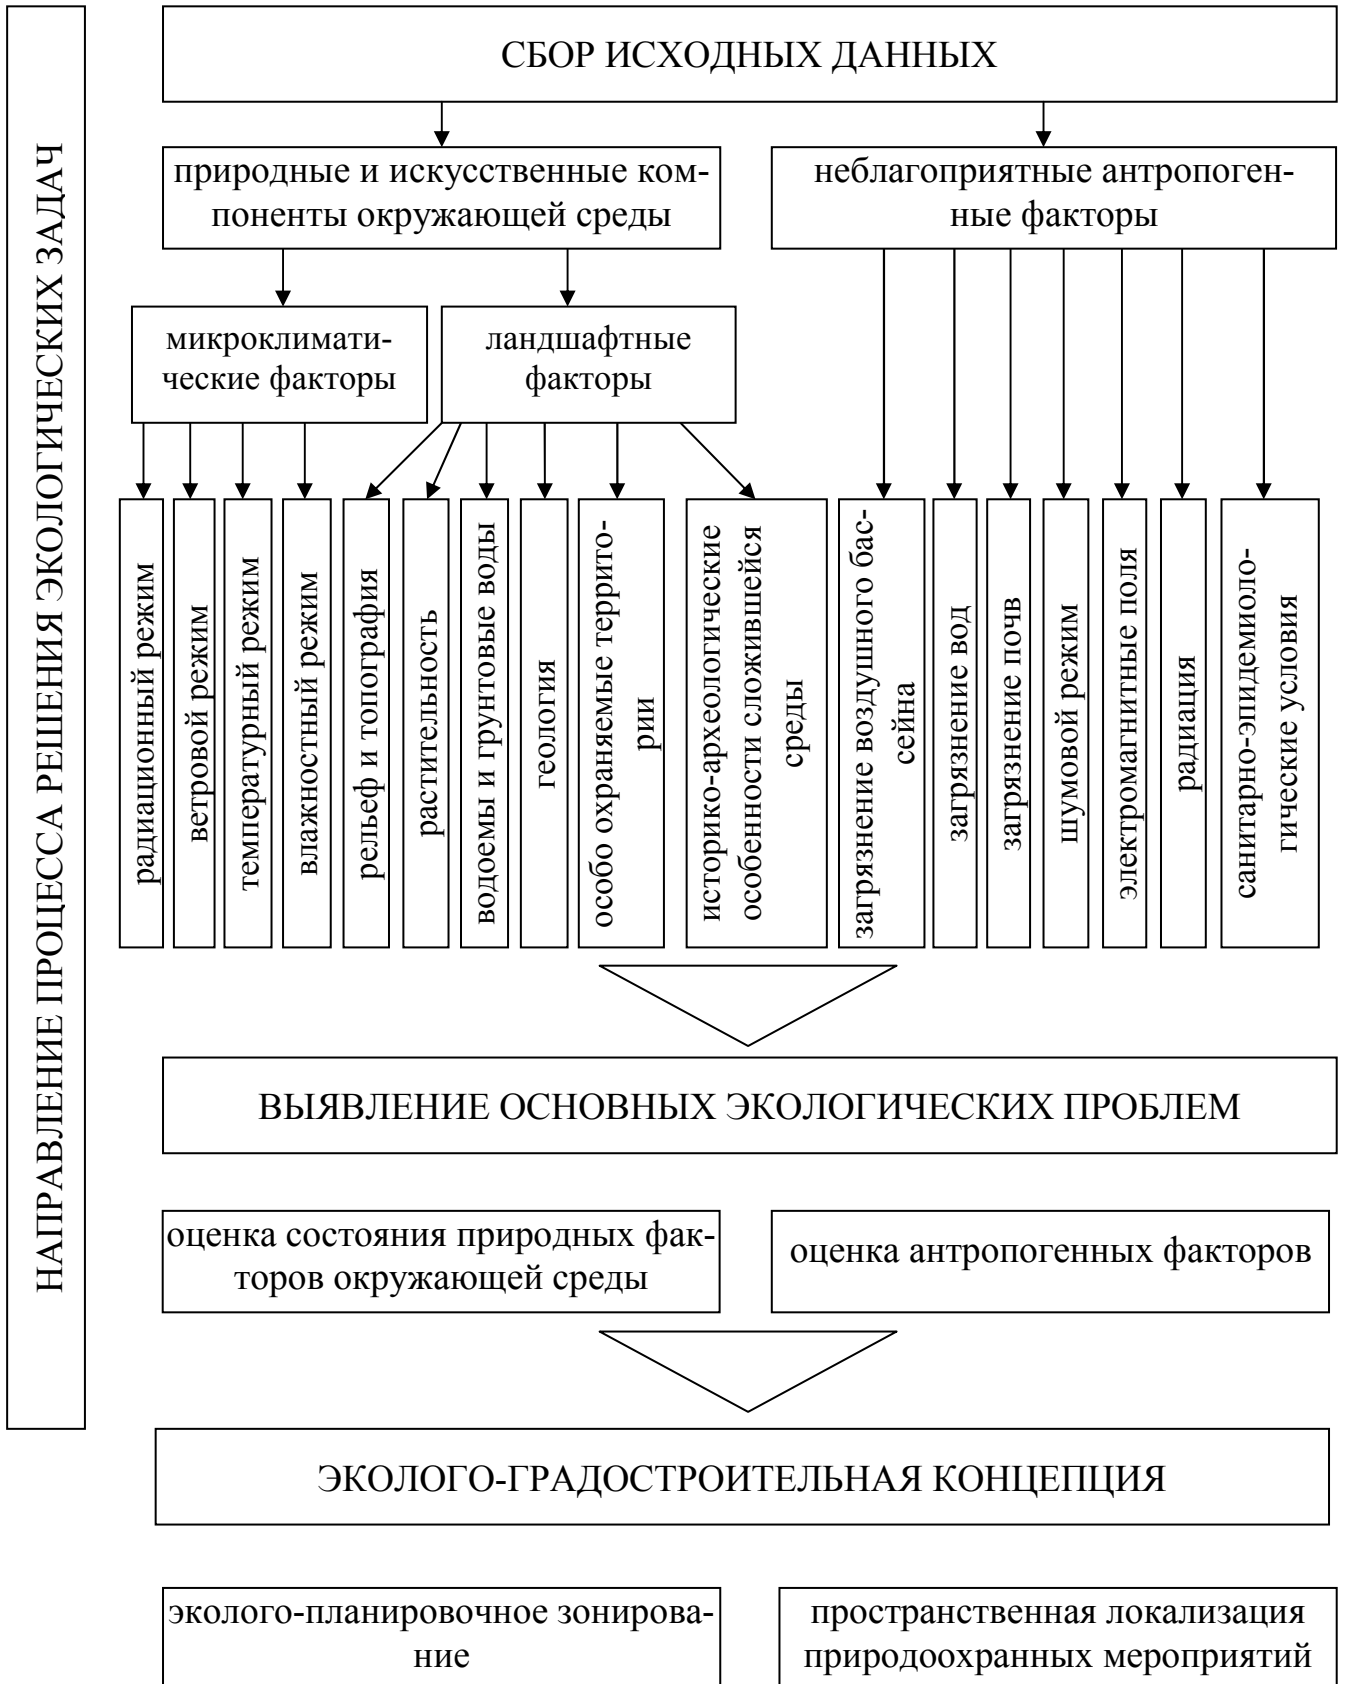 НАПРАВЛЕНИЕ ПРОЦЕССА РЕШЕНИЯ ЭКОЛОГИЧЕСКИХ ЗАДАЧ
СБОР ИСХОДНЫХ ДАННЫХ
природные и искусственные ком-
поненты окружающей среды
неблагоприятные антропоген-
ные факторы
микроклимати-
ческие факторы
ландшафтные
факторы
радиационный режим
ветровой режим
температурный режим
влажностный режим
рельеф и топография
растительность
водоемы и грунтовые воды
геология
особо охраняемые террито-
рии
историко-археологические
особенности сложившейся
среды
загрязнение воздушного бас-
сейна
загрязнение вод
загрязнение почв
шумовой режим
электромагнитные поля
радиация
санитарно-эпидемиоло-
гические условия
ВЫЯВЛЕНИЕ ОСНОВНЫХ ЭКОЛОГИЧЕСКИХ ПРОБЛЕМ
оценка состояния природных фак-
торов окружающей среды
оценка антропогенных факторов
ЭКОЛОГО-ГРАДОСТРОИТЕЛЬНАЯ КОНЦЕПЦИЯ
эколого-планировочное зонирова-
ние
пространственная локализация
природоохранных мероприятий